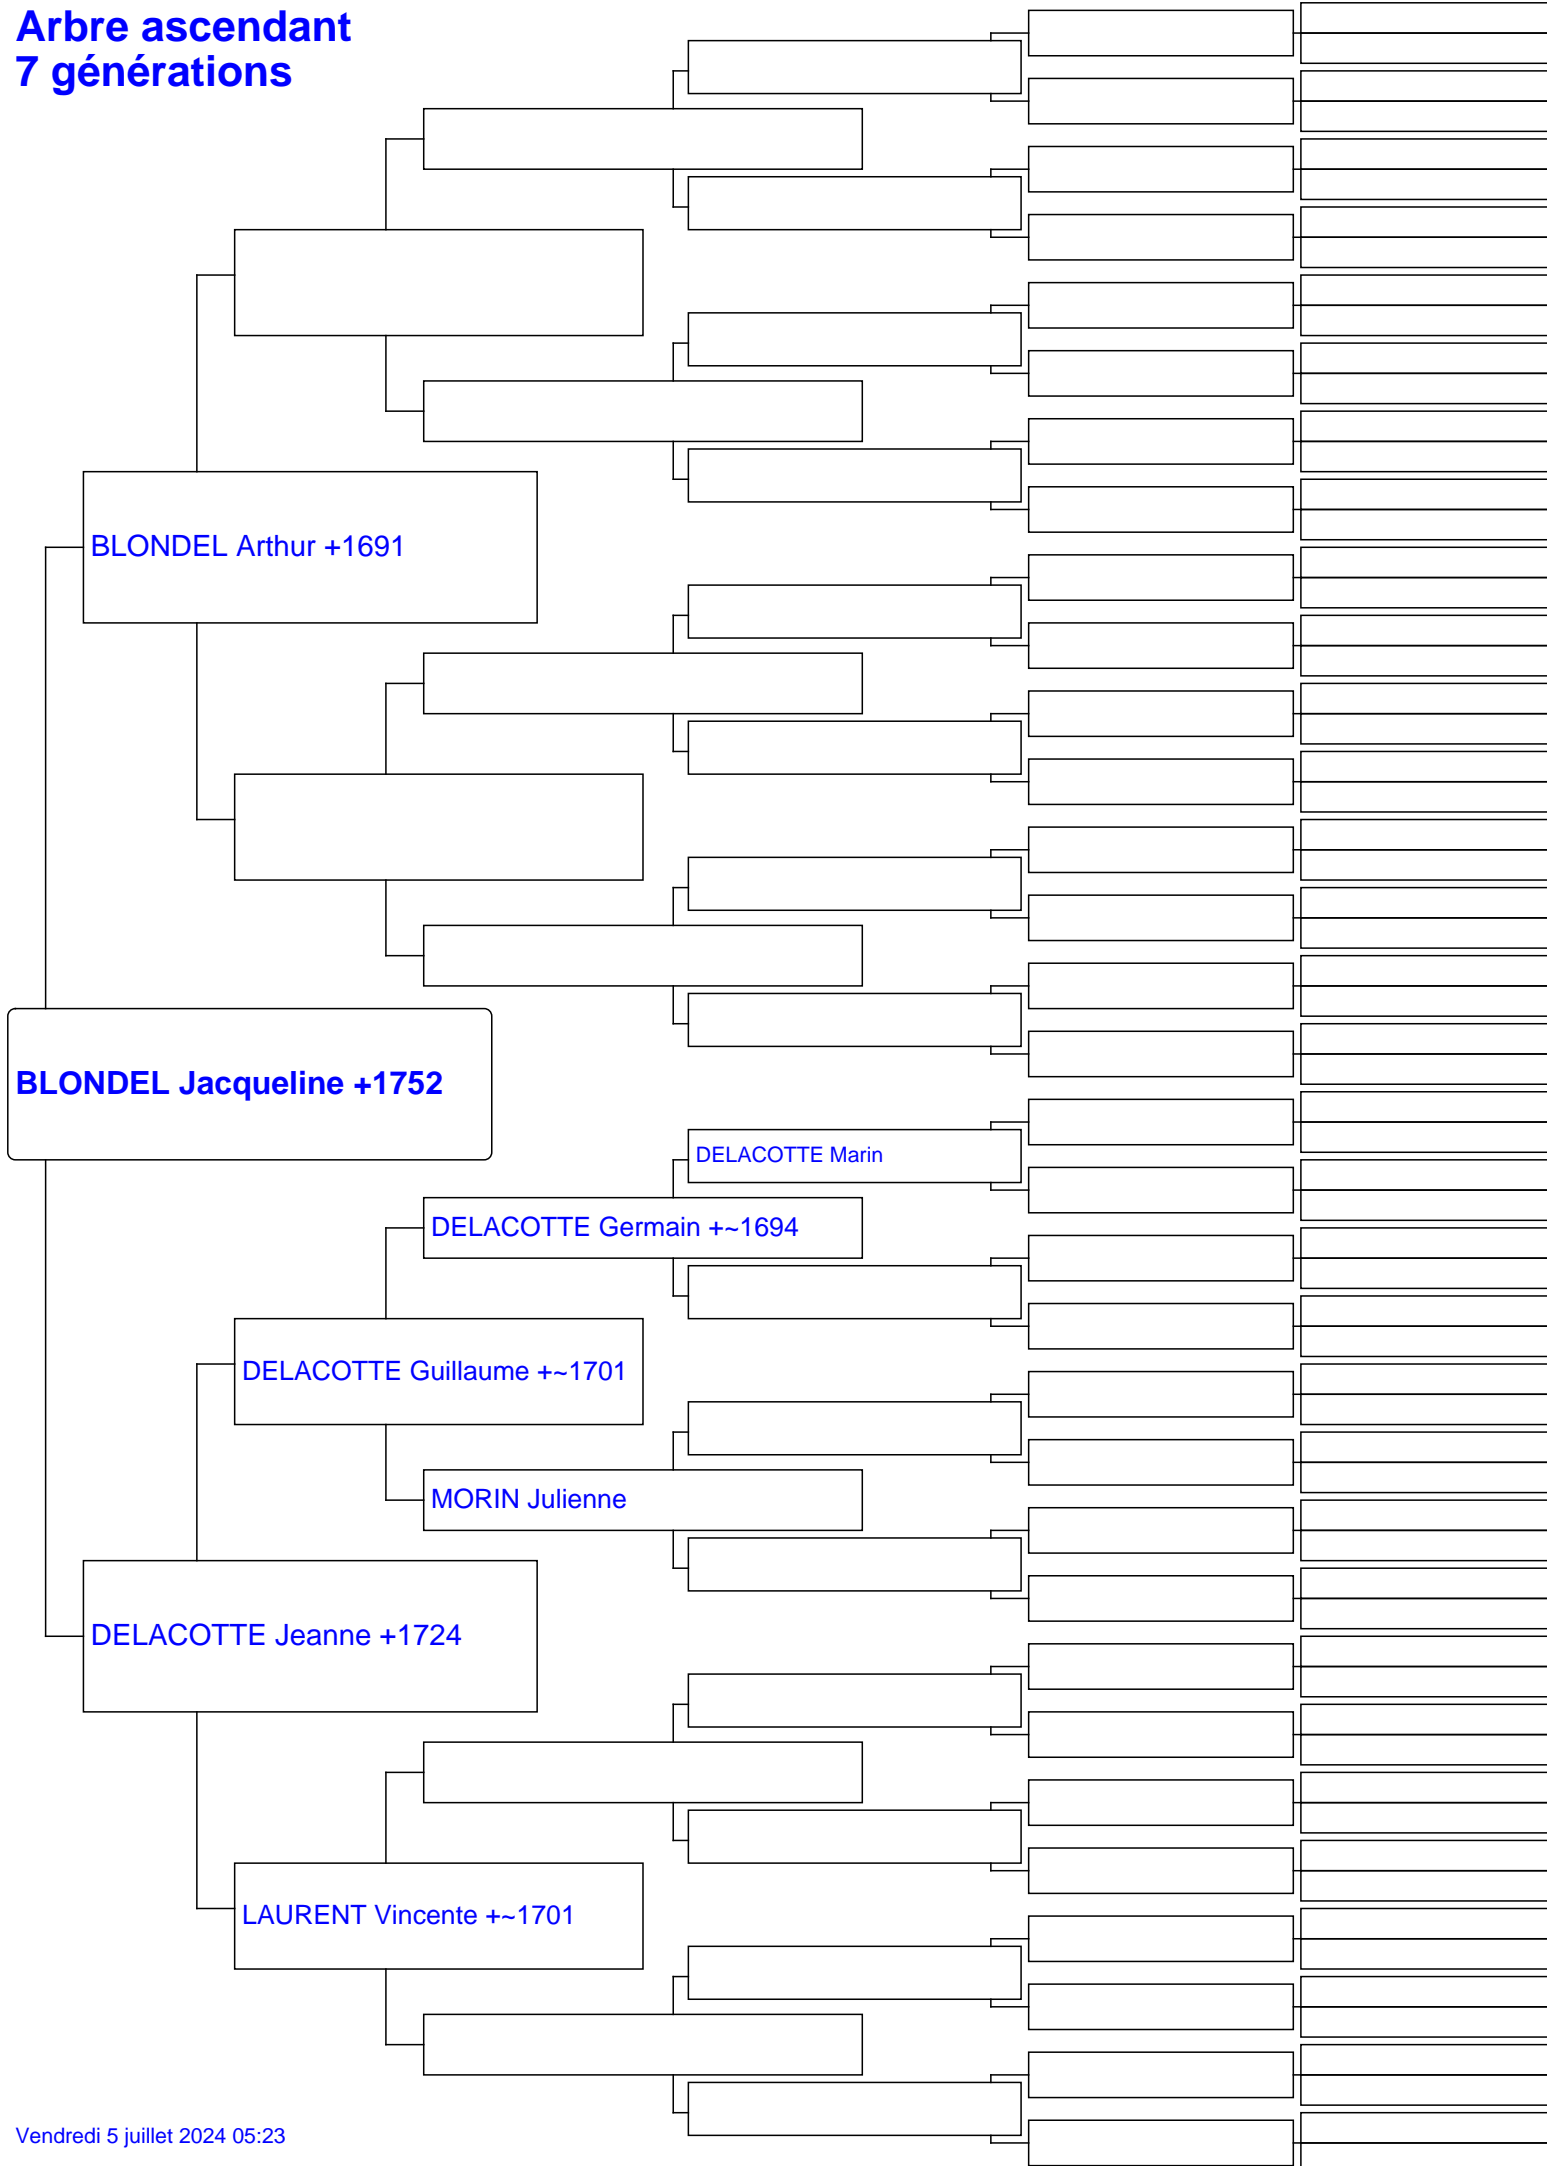 Arbre ascendant
7 générations
BLONDEL Arthur +1691
BLONDEL Jacqueline +1752
DELACOTTE Marin
DELACOTTE Germain +~1694
DELACOTTE Guillaume +~1701
MORIN Julienne
DELACOTTE Jeanne +1724
LAURENT Vincente +~1701
Vendredi 5 juillet 2024 05:23